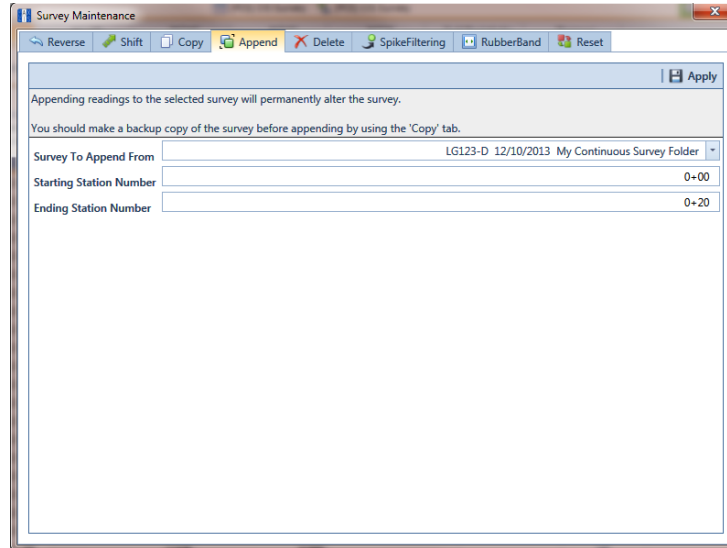 Survey Maintenance
Reverse Shift Copy Append Delete SpikeFiltering RubberBand Reset
Apply
Appending readings to the selected survey will permanently alter the survey.
You should make a backup copy of the survey before appending by using the 'Copy' tab.
Survey To Append From LG123-D 12/10/2013 My Continuous Survey Folder
Starting Station Number 0+00
Ending Station Number 0+20